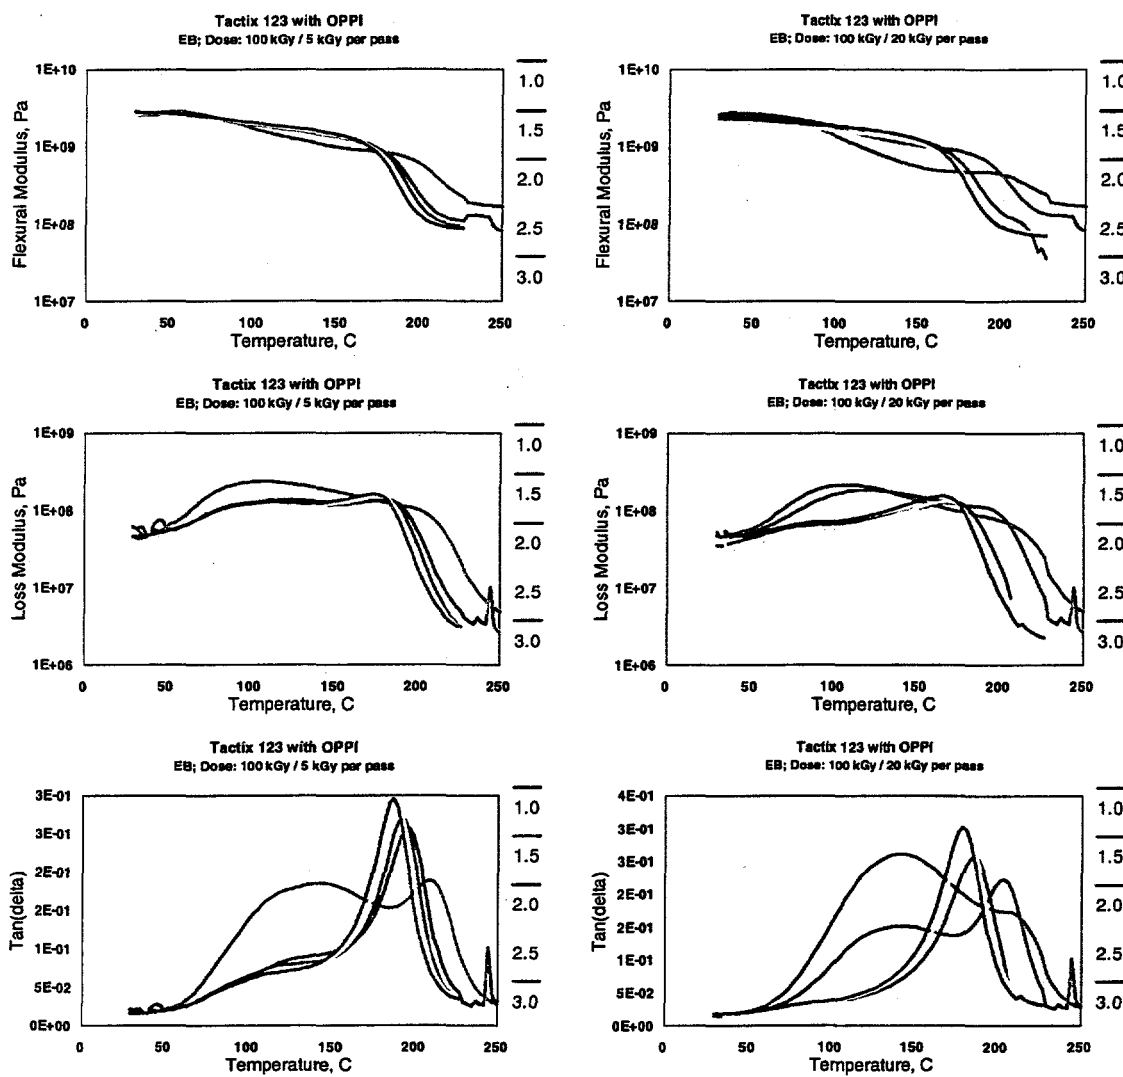 Tactix 123 with OPPI
EB; Dose: 100 kGy / 5 kGy per pass
1E+10
1E+09
1E+08
1E+07
Flexural Modulus, Pa
0 50 100 150 200 250
Temperature, C
1.0
1.5
2.0
2.5
3.0
Tactix 123 with OPPI
EB; Dose: 100 kGy / 20 kGy per pass
1E+10
1E+09
1E+08
1E+07
Flexural Modulus, Pa
0 50 100 150 200 250
Temperature, C
1.0
1.5
2.0
2.5
3.0
Tactix 123 with OPPI
EB; Dose: 100 kGy / 5 kGy per pass
1E+09
1E+08
1E+07
1E+06
Loss Modulus, Pa
0 50 100 150 200 250
Temperature, C
1.0
1.5
2.0
2.5
3.0
Tactix 123 with OPPI
EB; Dose: 100 kGy / 20 kGy per pass
1E+09
1E+08
1E+07
1E+06
Loss Modulus, Pa
0 50 100 150 200 250
Temperature, C
1.0
1.5
2.0
2.5
3.0
Tactix 123 with OPPI
EB; Dose: 100 kGy / 5 kGy per pass
3E-01
3E-01
2E-01
2E-01
1E-01
5E-02
0E+00
Tan(delta)
0 50 100 150 200 250
Temperature, C
1.0
1.5
2.0
2.5
3.0
Tactix 123 with OPPI
EB; Dose: 100 kGy / 20 kGy per pass
4E-01
3E-01
3E-01
2E-01
2E-01
1E-01
5E-02
0E+00
Tan(delta)
0 50 100 150 200 250
Temperature, C
1.0
1.5
2.0
2.5
3.0